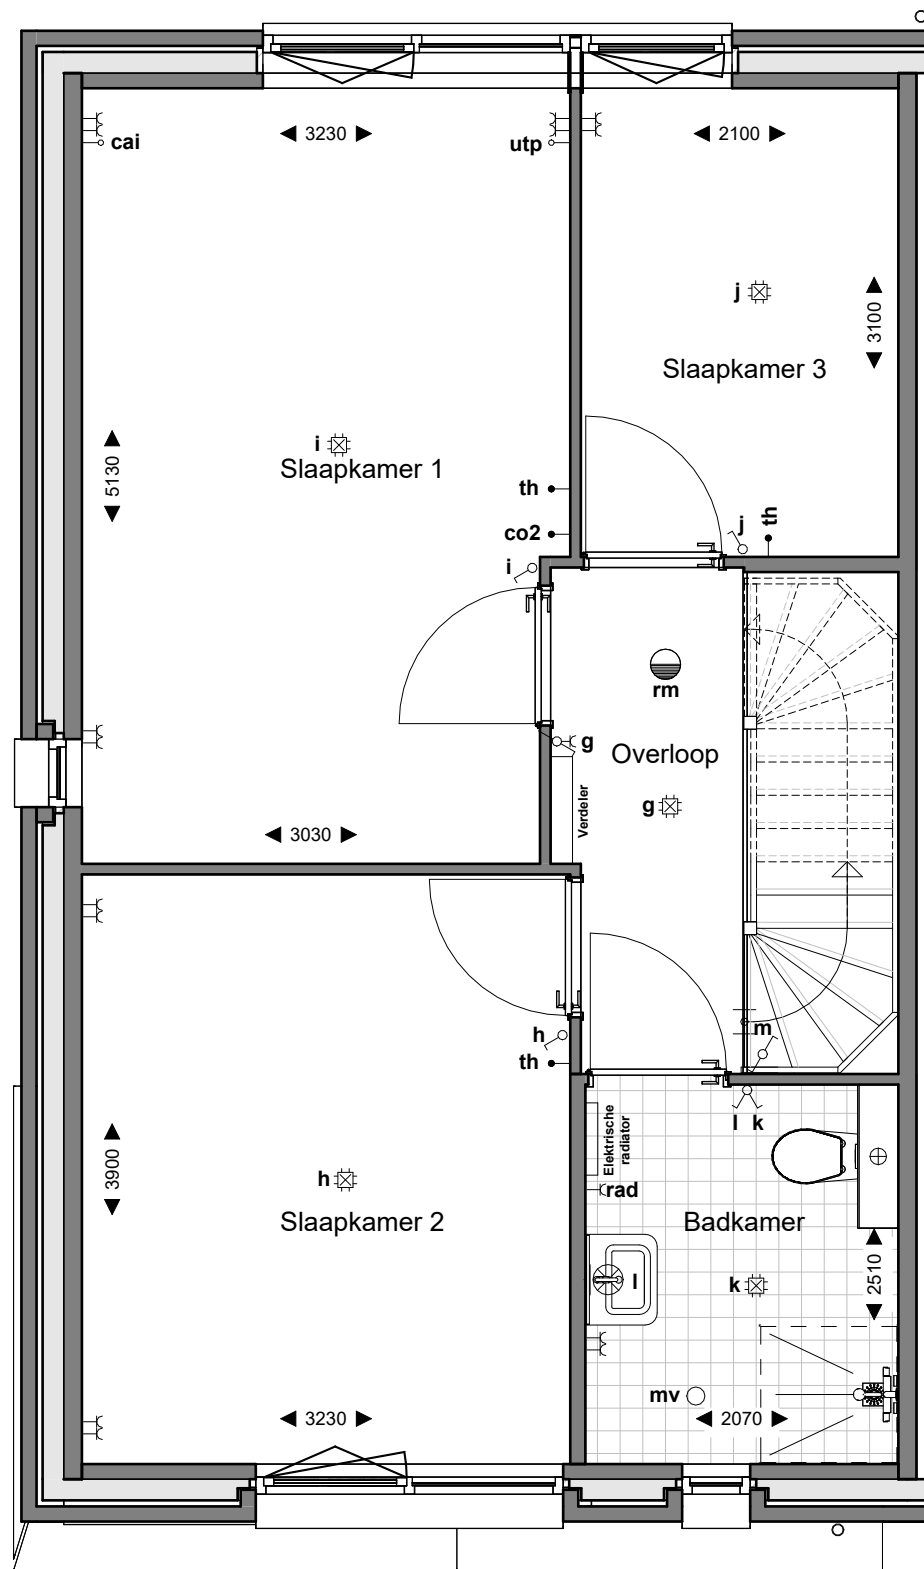 3230
2100
cai
utp
j
3100
Slaapkamer 3
i
Slaapkamer 1
5130
th
co2
j
th
i
rm
g
Overloop
g
Verdeler
3030
h
th
m
l k
Elektrische
radiator
3900
h
rad
Slaapkamer 2
Badkamer
l
k
2510
mv
3230
2070